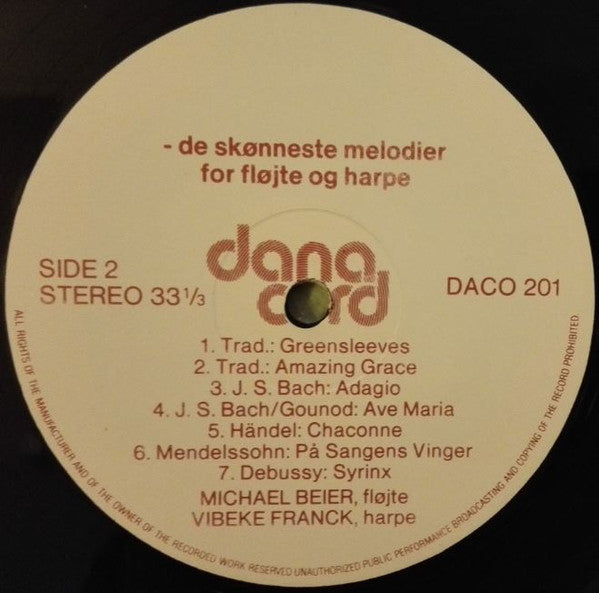 - de skønneste melodier
for fløjte og harpe
dana
cord
SIDE 2
STEREO 33 1/3
DACO 201
1. Trad.: Greensleeves
2. Trad.: Amazing Grace
3. J. S. Bach: Adagio
4. J. S. Bach/Gounod: Ave Maria
5. Händel: Chaconne
6. Mendelssohn: På Sangens Vinger
7. Debussy: Syrinx
MICHAEL BEIER, fløjte
VIBEKE FRANCK, harpe
ALL RIGHTS OF THE MANUFACTURER AND OF THE OWNER OF THE RECORDED WORK RESERVED UNAUTHORIZED PUBLIC PERFORMANCE BROADCASTING AND COPYING OF THE RECORD PROHIBITED